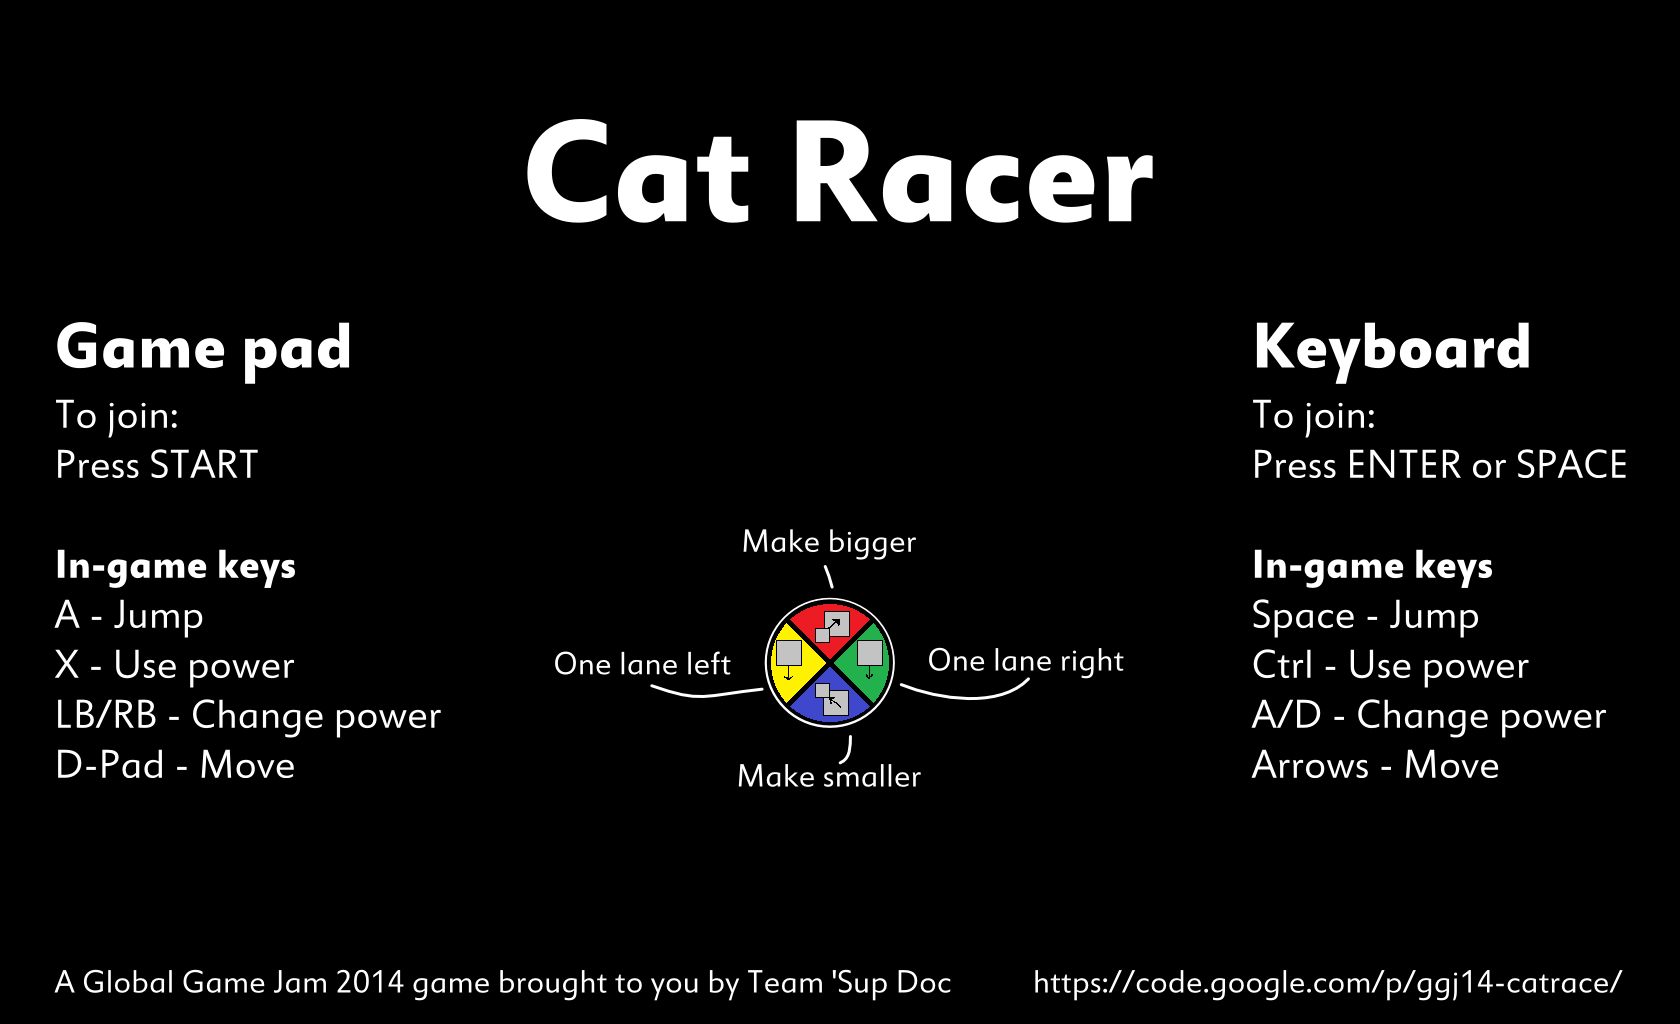 Cat Racer
Game pad
To join:
Press START
In-game keys
A - Jump
X - Use power
LB/RB - Change power
D-Pad - Move
Make bigger
One lane left
One lane right
Make smaller
Keyboard
To join:
Press ENTER or SPACE
In-game keys
Space - Jump
Ctrl - Use power
A/D - Change power
Arrows - Move
A Global Game Jam 2014 game brought to you by Team 'Sup Doc
https://code.google.com/p/ggj14-catrace/